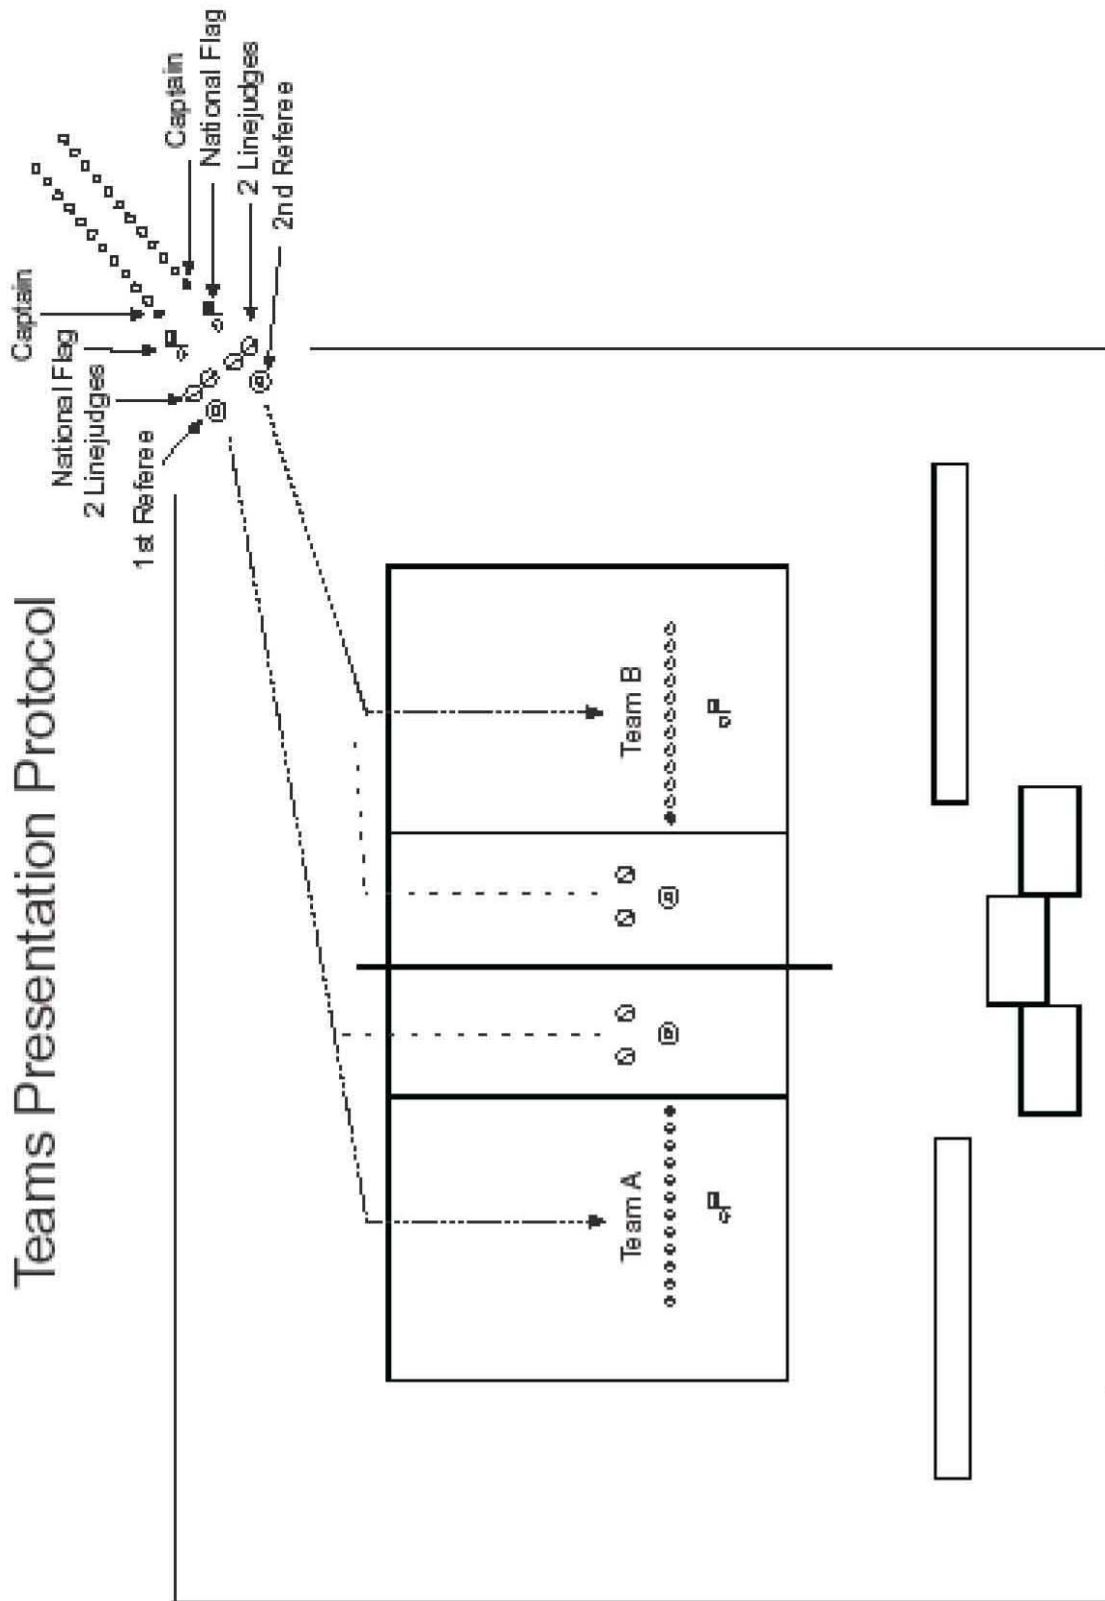 Teams Presentation Protocol
Captain
National Flag
2 Linejudges
1st Referee
Captain
National Flag
2 Linejudges
2nd Referee
Team A
Team B